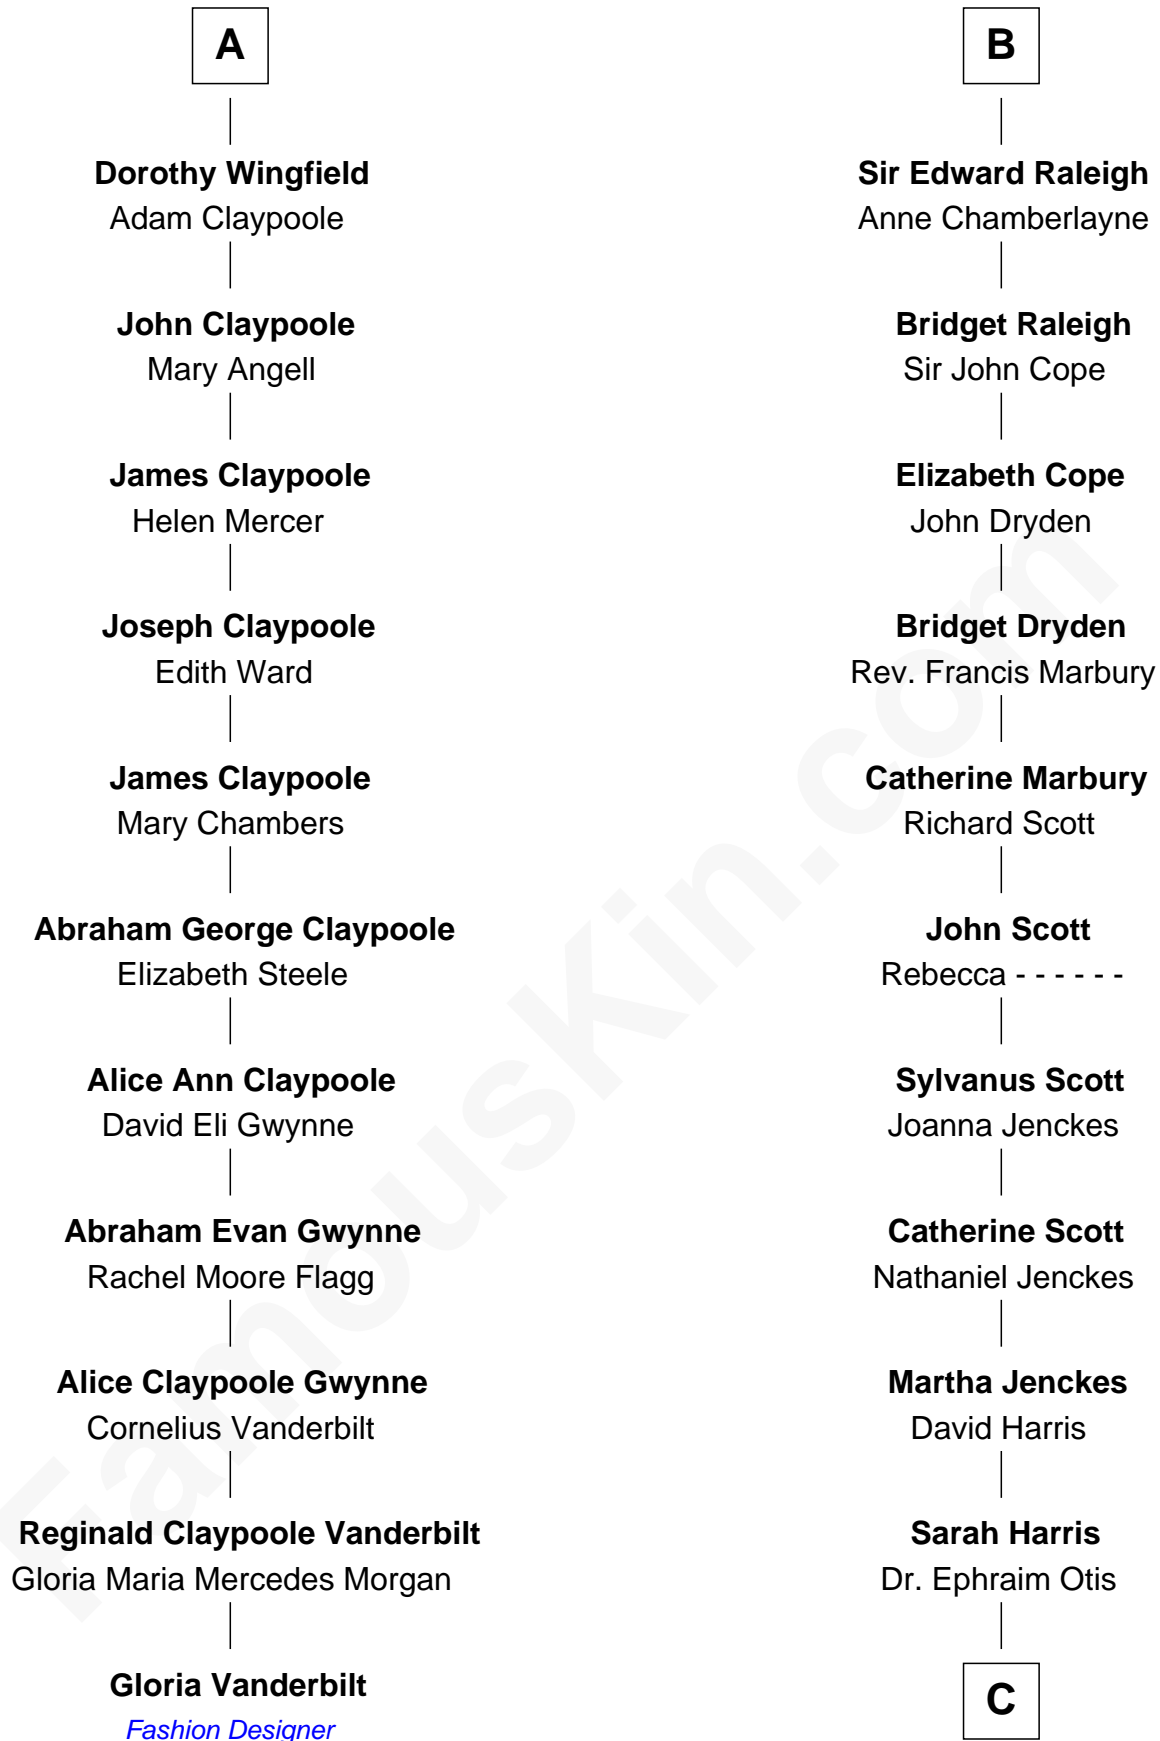 A
Dorothy Wingfield
Adam Claypoole
John Claypoole
Mary Angell
James Claypoole
Helen Mercer
Joseph Claypoole
Edith Ward
James Claypoole
Mary Chambers
Abraham George Claypoole
Elizabeth Steele
Alice Ann Claypoole
David Eli Gwynne
Abraham Evan Gwynne
Rachel Moore Flagg
Alice Claypoole Gwynne
Cornelius Vanderbilt
Reginald Claypoole Vanderbilt
Gloria Maria Mercedes Morgan
Gloria Vanderbilt
Fashion Designer
B
Sir Edward Raleigh
Anne Chamberlayne
Bridget Raleigh
Sir John Cope
Elizabeth Cope
John Dryden
Bridget Dryden
Rev. Francis Marbury
Catherine Marbury
Richard Scott
John Scott
Rebecca - - - - - -
Sylvanus Scott
Joanna Jenckes
Catherine Scott
Nathaniel Jenckes
Martha Jenckes
David Harris
Sarah Harris
Dr. Ephraim Otis
C
FamousKin.com